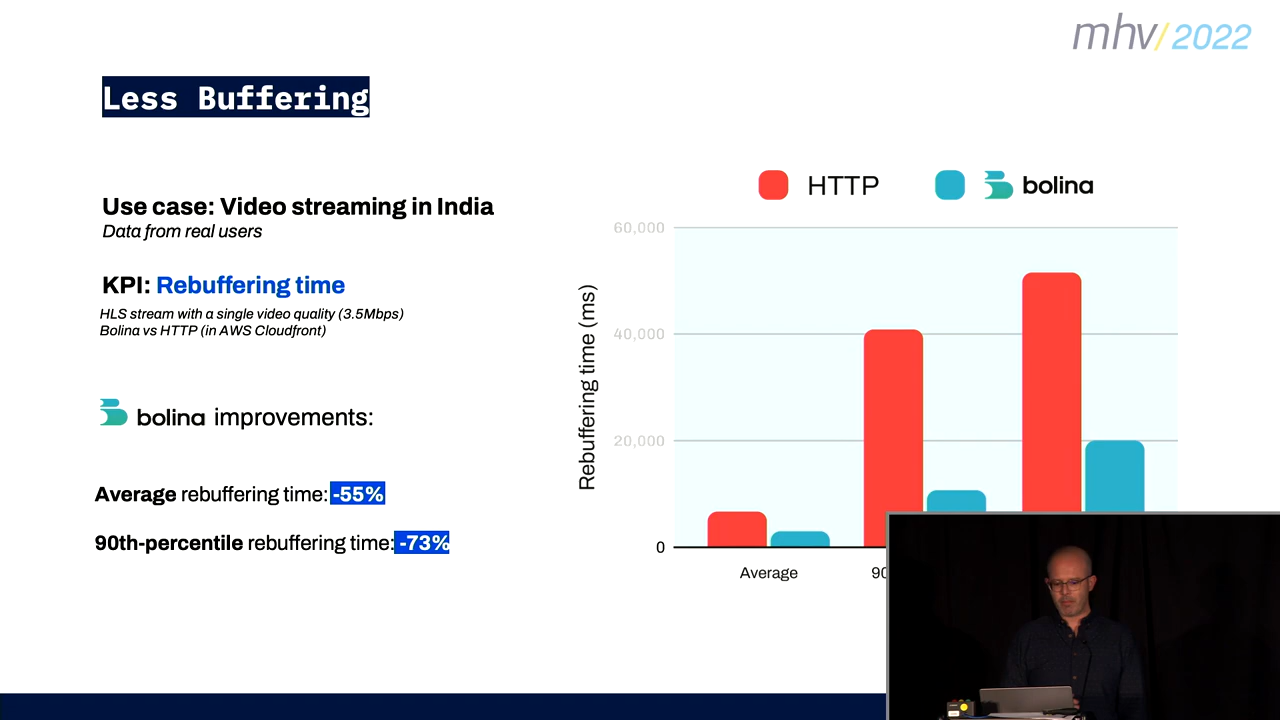 mhv/2022
Less Buffering
Use case: Video streaming in India
Data from real users
KPI: Rebuffering time
HLS stream with a single video quality (3.5Mbps)
Bolina vs HTTP (in AWS Cloudfront)
bolina improvements:
Average rebuffering time: -55%
90th-percentile rebuffering time: -73%
HTTP
bolina
Rebuffering time (ms)
60,000
40,000
20,000
0
Average